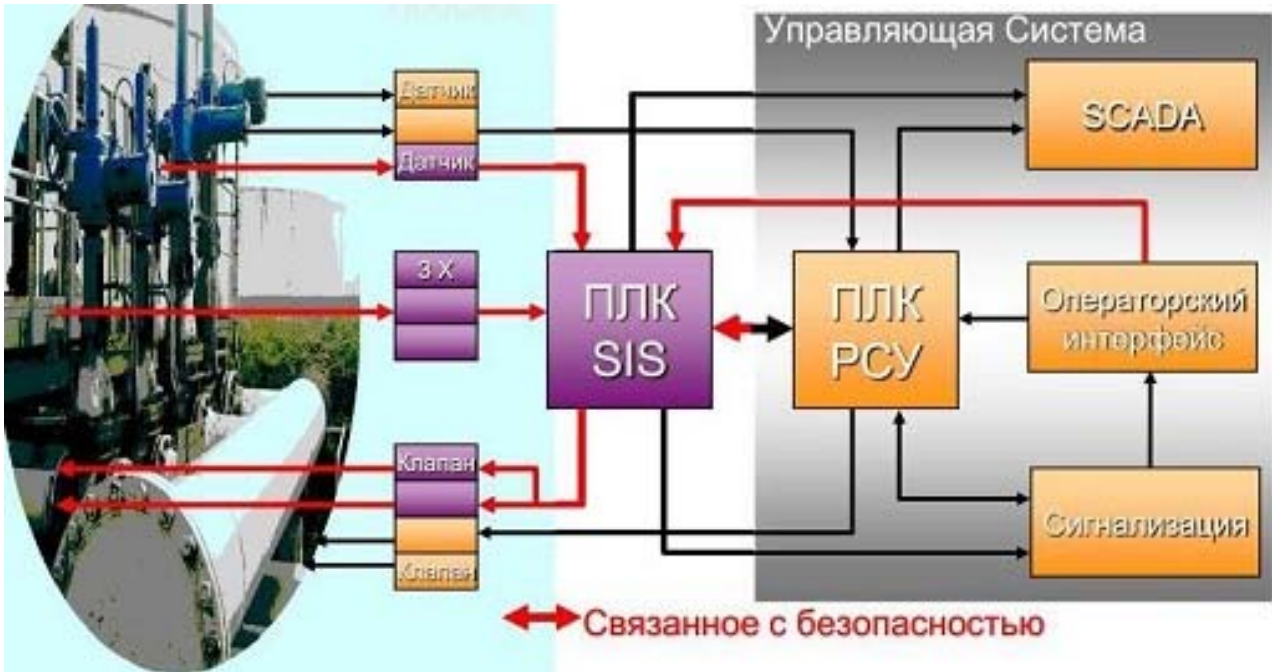 Управляющая Система
Датчик
Датчик
SCADA
3 X
ПЛК
SIS
ПЛК
РСУ
Операторский
интерфейс
Клапан
Клапан
Сигнализация
Связанное с безопасностью